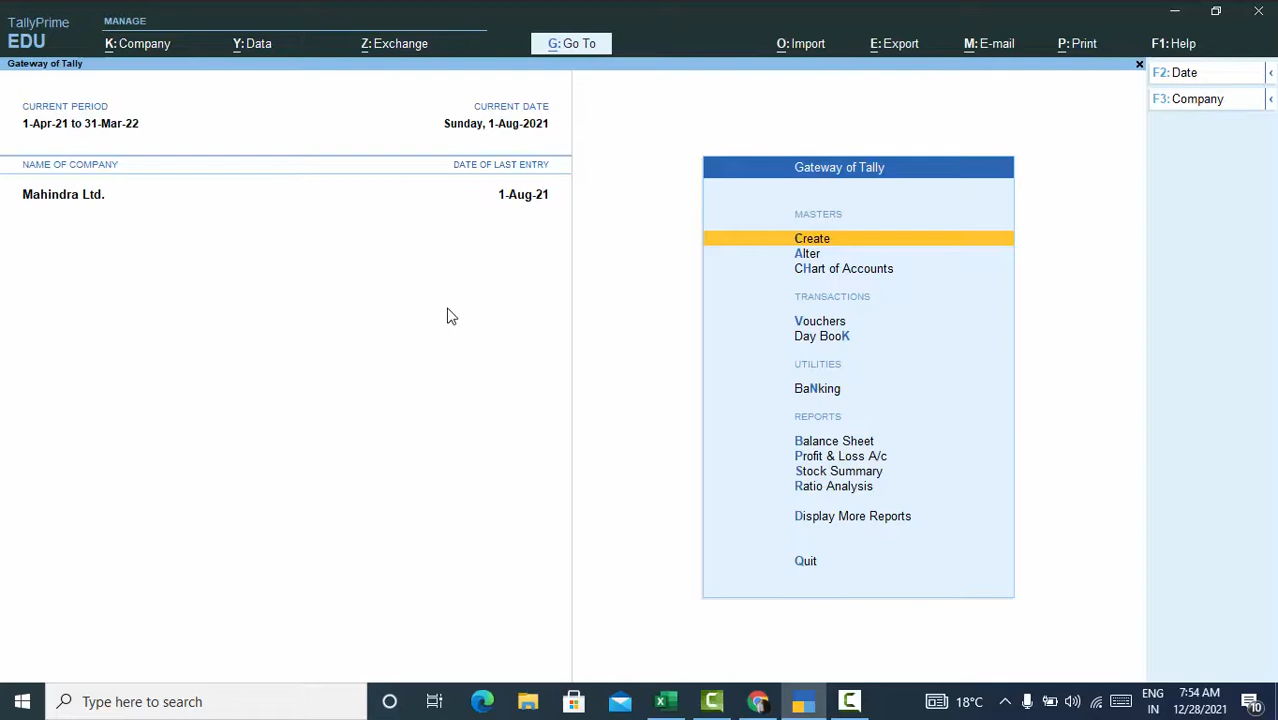 TallyPrime
EDU
MANAGE
K: Company
Y: Data
Z: Exchange
G: Go To
O: Import
E: Export
M: E-mail
P: Print
F1: Help
Gateway of Tally
F2: Date
F3: Company
CURRENT PERIOD
CURRENT DATE
1-Apr-21 to 31-Mar-22
Sunday, 1-Aug-2021
NAME OF COMPANY
DATE OF LAST ENTRY
Mahindra Ltd.
1-Aug-21
Gateway of Tally
MASTERS
Create
Alter
CHart of Accounts
TRANSACTIONS
Vouchers
Day BooK
UTILITIES
BaNking
REPORTS
Balance Sheet
Profit & Loss A/c
Stock Summary
Ratio Analysis
Display More Reports
Quit
Type here to search
18°C
ENG
IN
7:54 AM
12/28/2021
10